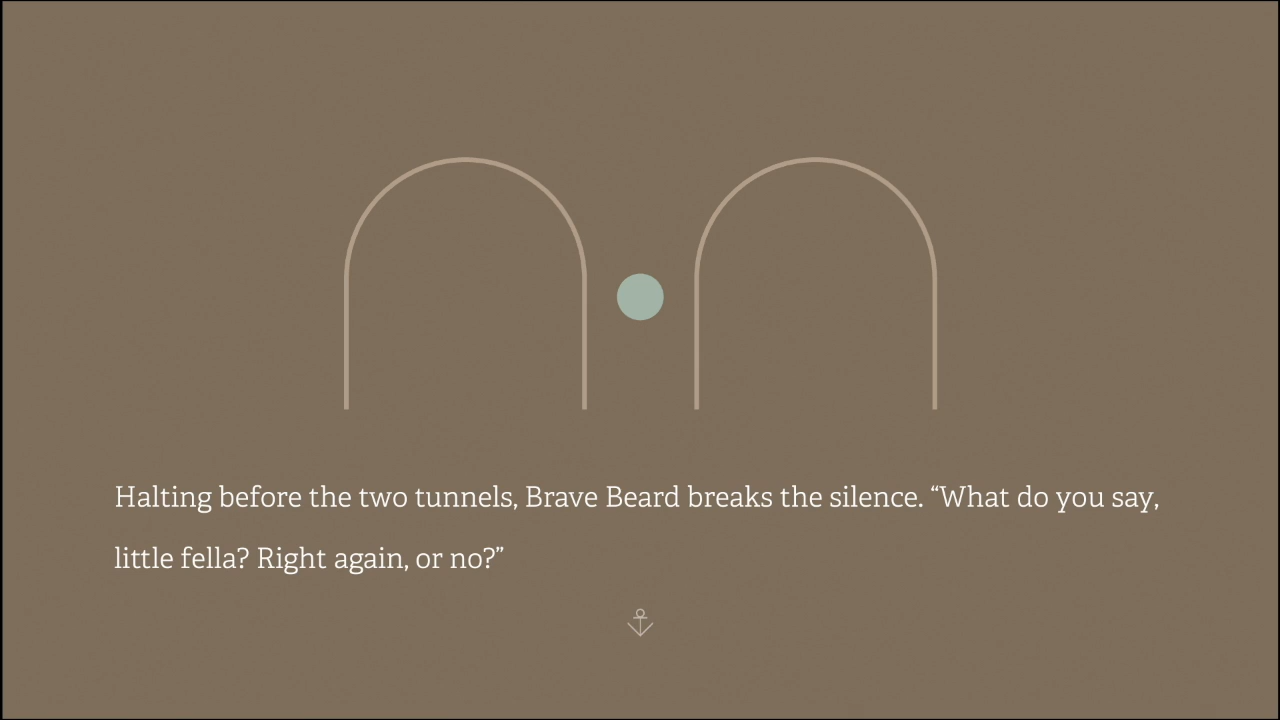 Halting before the two tunnels, Brave Beard breaks the silence. “What do you say,
little fella? Right again, or no?”